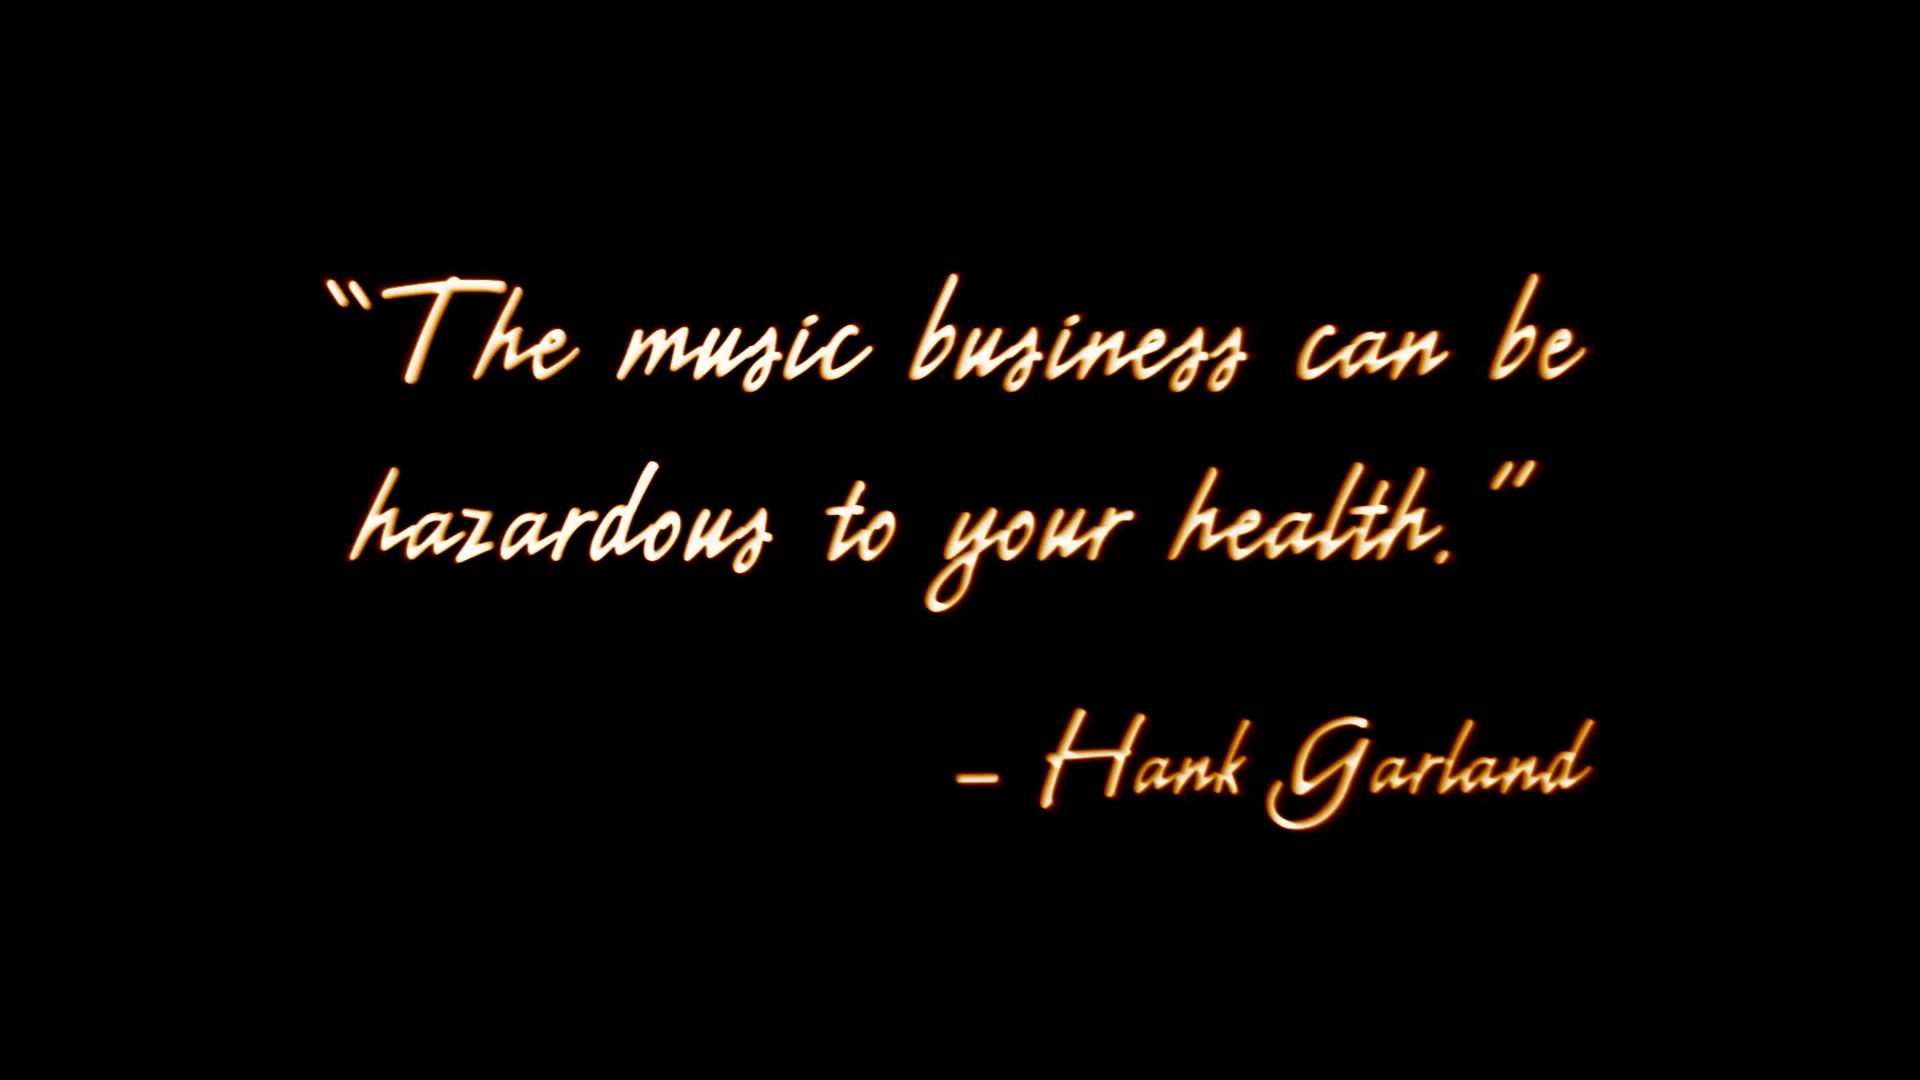 “The music business can be
hazardous to your health.”
– Hank Garland